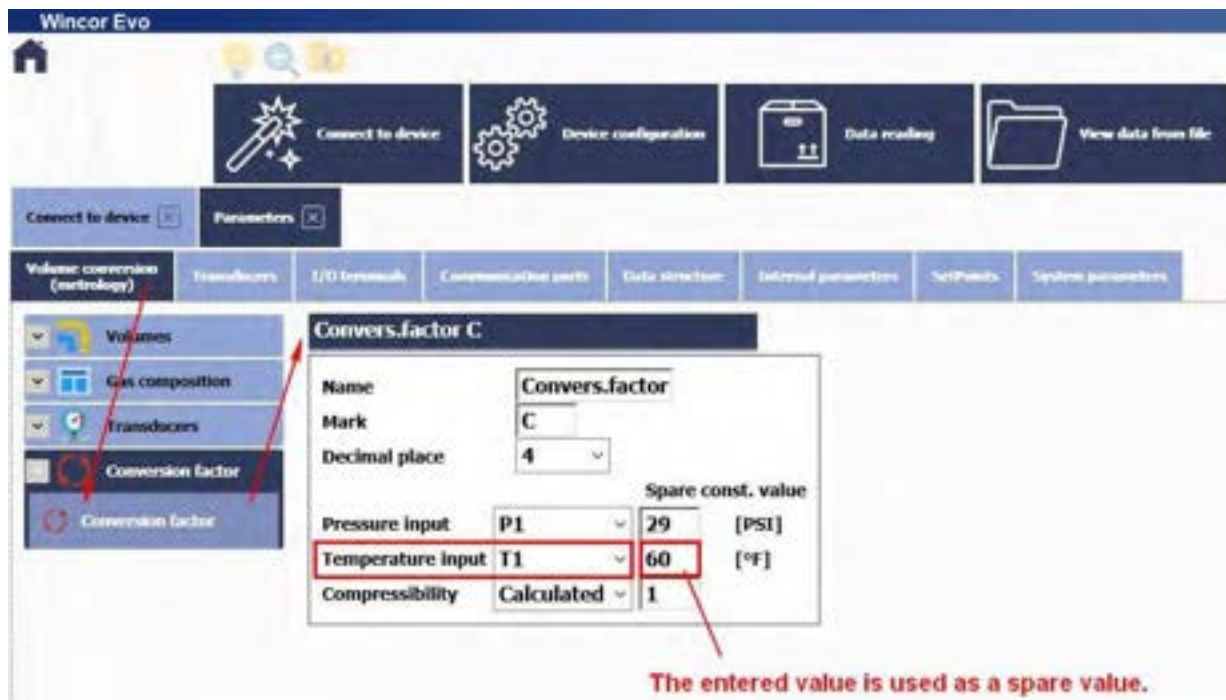 Wincor Evo
Connect to device
Device configuration
Data reading
View data from file
Connect to device
Parameters
Volume conversion
(metrology)
Transducers
I/O terminals
Communication ports
Data structure
Internal parameters
SetPoints
System parameters
Volumes
Gas composition
Transducers
Conversion factor
Conversion factor
Convers.factor C
Name Convers.factor
Mark C
Decimal place 4
Spare const. value
Pressure input P1 29 [PSI]
Temperature input T1 60 [°F]
Compressibility Calculated 1
The entered value is used as a spare value.